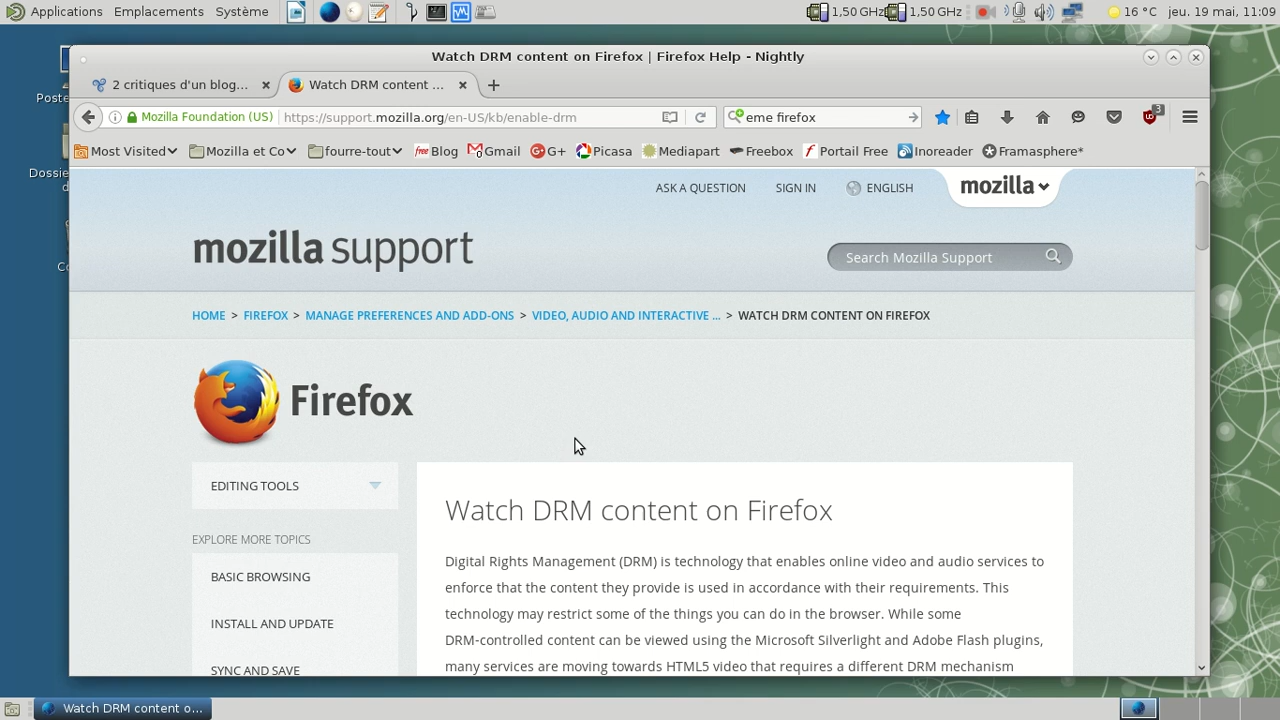 Applications Emplacements Système
1,50 GHz 1,50 GHz 16 °C jeu. 19 mai, 11:09
Watch DRM content on Firefox | Firefox Help - Nightly
2 critiques d'un blog... Watch DRM content ...
Mozilla Foundation (US) https://support.mozilla.org/en-US/kb/enable-drm eme firefox 3
Most Visited Mozilla et Co fourre-tout free Blog Gmail G+ Picasa Mediapart Freebox Portail Free Inoreader Framasphere*
Poste
Dossie
d
Co
ASK A QUESTION SIGN IN ENGLISH mozilla
mozilla support
Search Mozilla Support
HOME > FIREFOX > MANAGE PREFERENCES AND ADD-ONS > VIDEO, AUDIO AND INTERACTIVE ... > WATCH DRM CONTENT ON FIREFOX
Firefox
EDITING TOOLS
EXPLORE MORE TOPICS
BASIC BROWSING
INSTALL AND UPDATE
SYNC AND SAVE
Watch DRM content on Firefox
Digital Rights Management (DRM) is technology that enables online video and audio services to
enforce that the content they provide is used in accordance with their requirements. This
technology may restrict some of the things you can do in the browser. While some
DRM-controlled content can be viewed using the Microsoft Silverlight and Adobe Flash plugins,
many services are moving towards HTML5 video that requires a different DRM mechanism
Watch DRM content o...